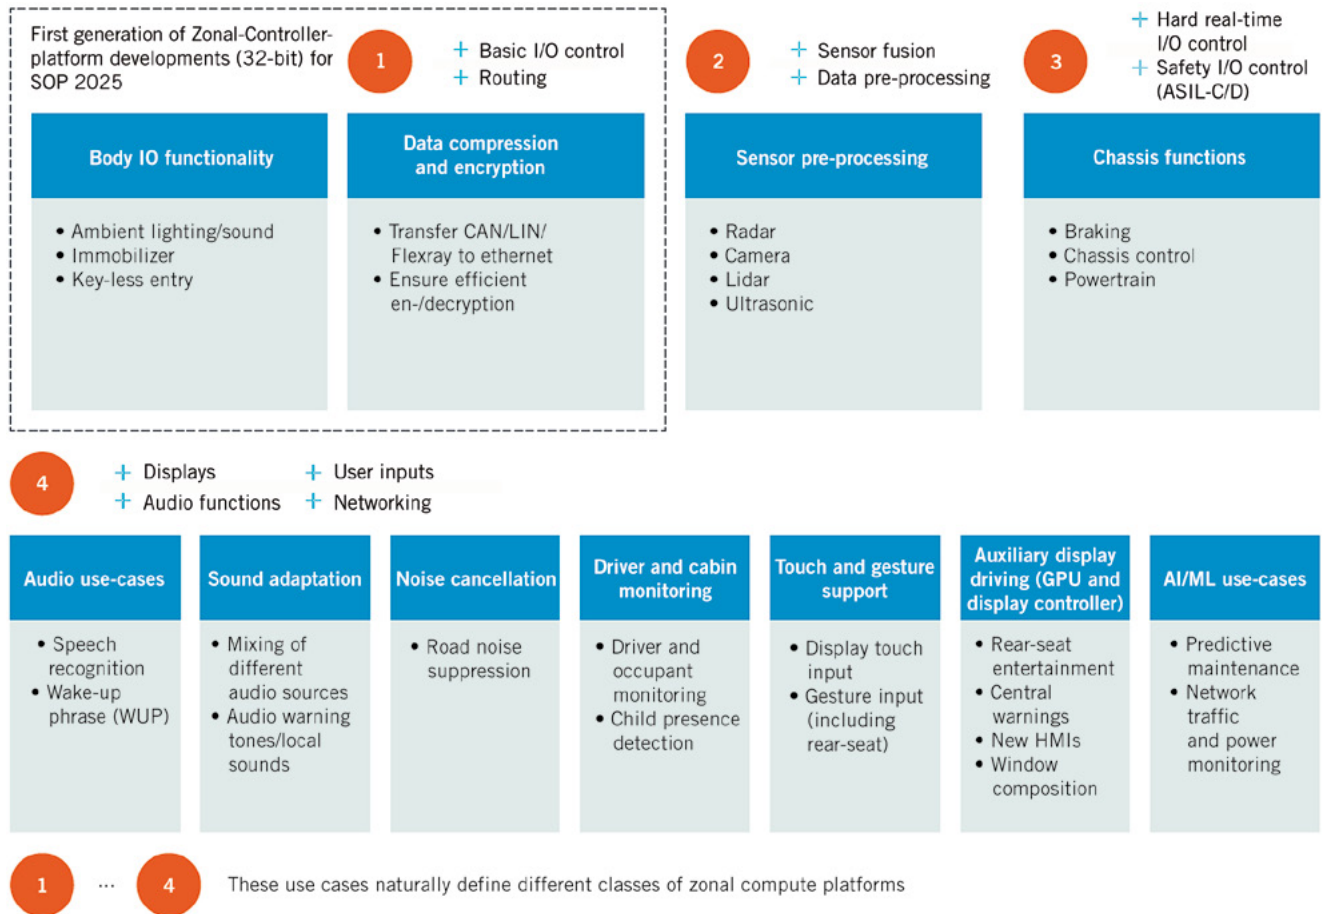 First generation of Zonal-Controller-
platform developments (32-bit) for
SOP 2025
1
+ Basic I/O control
+ Routing
2
+ Sensor fusion
+ Data pre-processing
3
+ Hard real-time
I/O control
+ Safety I/O control
(ASIL-C/D)
Body IO functionality
• Ambient lighting/sound
• Immobilizer
• Key-less entry
Data compression
and encryption
• Transfer CAN/LIN/
Flexray to ethernet
• Ensure efficient
en-/decryption
Sensor pre-processing
• Radar
• Camera
• Lidar
• Ultrasonic
Chassis functions
• Braking
• Chassis control
• Powertrain
4
+ Displays
+ Audio functions
+ User inputs
+ Networking
Audio use-cases
• Speech
recognition
• Wake-up
phrase (WUP)
Sound adaptation
• Mixing of
different
audio sources
• Audio warning
tones/local
sounds
Noise cancellation
• Road noise
suppression
Driver and cabin
monitoring
• Driver and
occupant
monitoring
• Child presence
detection
Touch and gesture
support
• Display touch
input
• Gesture input
(including
rear-seat)
Auxiliary display
driving (GPU and
display controller)
• Rear-seat
entertainment
• Central
warnings
• New HMIs
• Window
composition
AI/ML use-cases
• Predictive
maintenance
• Network
traffic
and power
monitoring
1 ... 4 These use cases naturally define different classes of zonal compute platforms